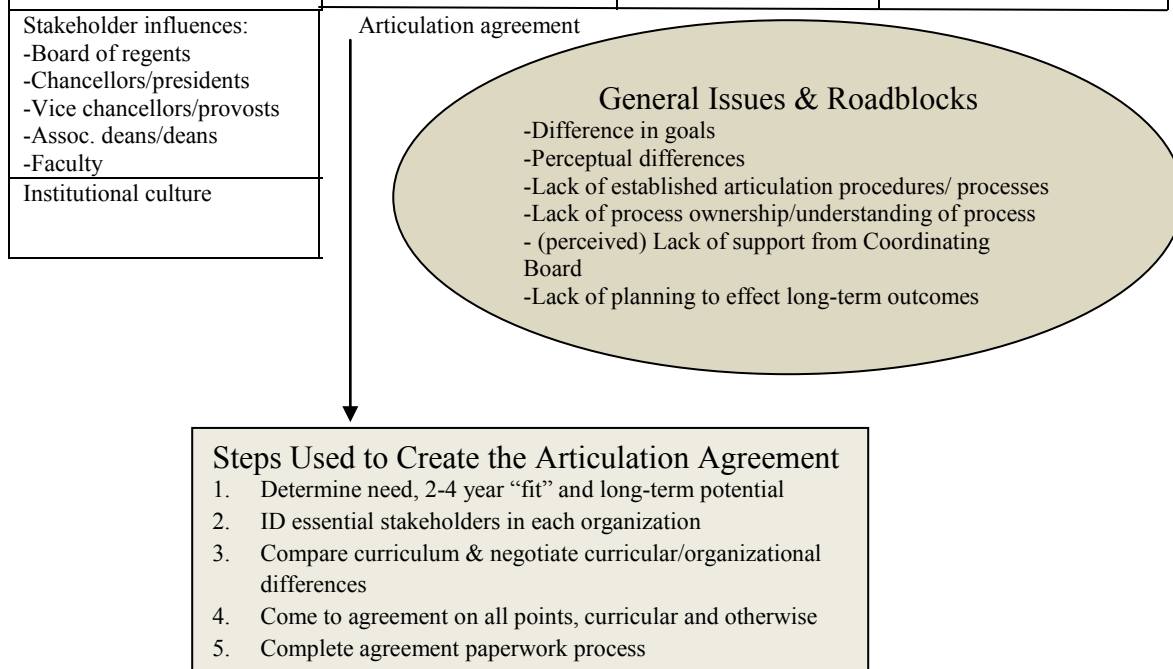 Stakeholder influences:
-Board of regents
-Chancellors/presidents
-Vice chancellors/provosts
-Assoc. deans/deans
-Faculty
Institutional culture
Articulation agreement
General Issues & Roadblocks
-Difference in goals
-Perceptual differences
-Lack of established articulation procedures/ processes
-Lack of process ownership/understanding of process
- (perceived) Lack of support from Coordinating
Board
-Lack of planning to effect long-term outcomes
Steps Used to Create the Articulation Agreement
1. Determine need, 2-4 year “fit” and long-term potential
2. ID essential stakeholders in each organization
3. Compare curriculum & negotiate curricular/organizational
differences
4. Come to agreement on all points, curricular and otherwise
5. Complete agreement paperwork process